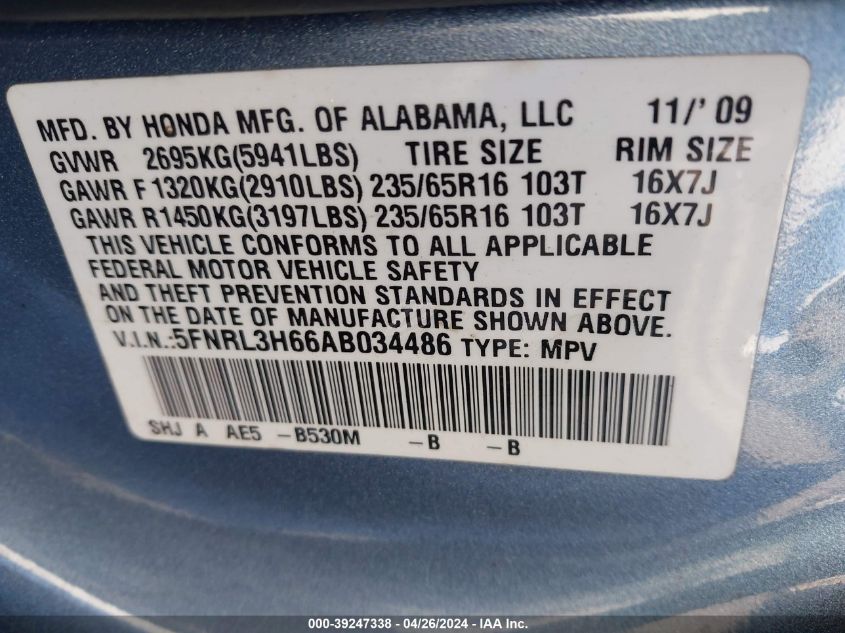 MFD. BY HONDA MFG. OF ALABAMA, LLC 11/' 09
GVWR 2695KG(5941LBS) TIRE SIZE RIM SIZE
GAWR F 1320KG(2910LBS) 235/65R16 103T 16X7J
GAWR R1450KG(3197LBS) 235/65R16 103T 16X7J
THIS VEHICLE CONFORMS TO ALL APPLICABLE
FEDERAL MOTOR VEHICLE SAFETY
AND THEFT PREVENTION STANDARDS IN EFFECT
ON THE DATE OF MANUFACTURE SHOWN ABOVE.
V.I.N.:5FNRL3H66AB034486 TYPE: MPV
SHJ A AE5 -B530M -B -B
000-39247338 - 04/26/2024 - IAA Inc.